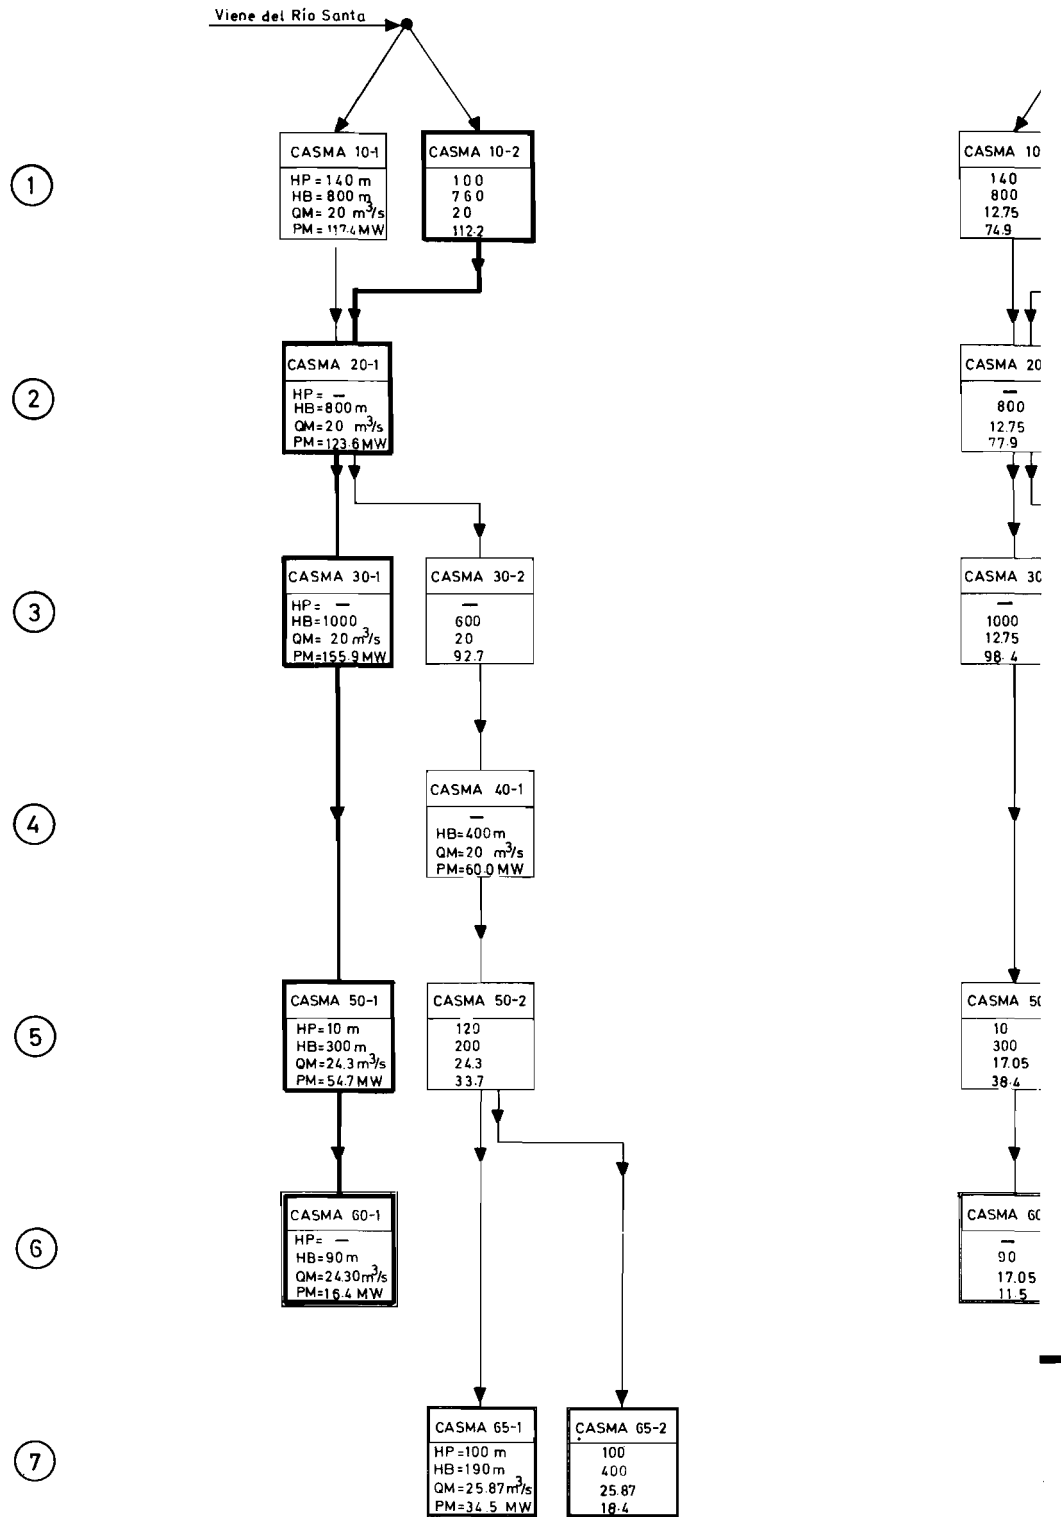 Viene del Río Santa
1
CASMA 10-1
HP = 140 m
HB = 800 m
QM = 20 m³/s
PM = 117.4 MW
CASMA 10-2
100
760
20
112.2
CASMA 10
140
800
12.75
74.9
2
CASMA 20-1
HP = —
HB = 800 m
QM = 20 m³/s
PM = 123.6 MW
CASMA 20
—
800
12.75
77.9
3
CASMA 30-1
HP = —
HB = 1000
QM = 20 m³/s
PM = 155.9 MW
CASMA 30-2
—
600
20
92.7
CASMA 30
—
1000
12.75
98.4
4
CASMA 40-1
—
HB = 400 m
QM = 20 m³/s
PM = 60.0 MW
5
CASMA 50-1
HP = 10 m
HB = 300 m
QM = 24.3 m³/s
PM = 54.7 MW
CASMA 50-2
120
200
24.3
33.7
CASMA 50
10
300
17.05
38.4
6
CASMA 60-1
HP = —
HB = 90 m
QM = 24.30 m³/s
PM = 16.4 MW
CASMA 60
—
90
17.05
11.5
7
CASMA 65-1
HP = 100 m
HB = 190 m
QM = 25.87 m³/s
PM = 34.5 MW
CASMA 65-2
100
400
25.87
18.4